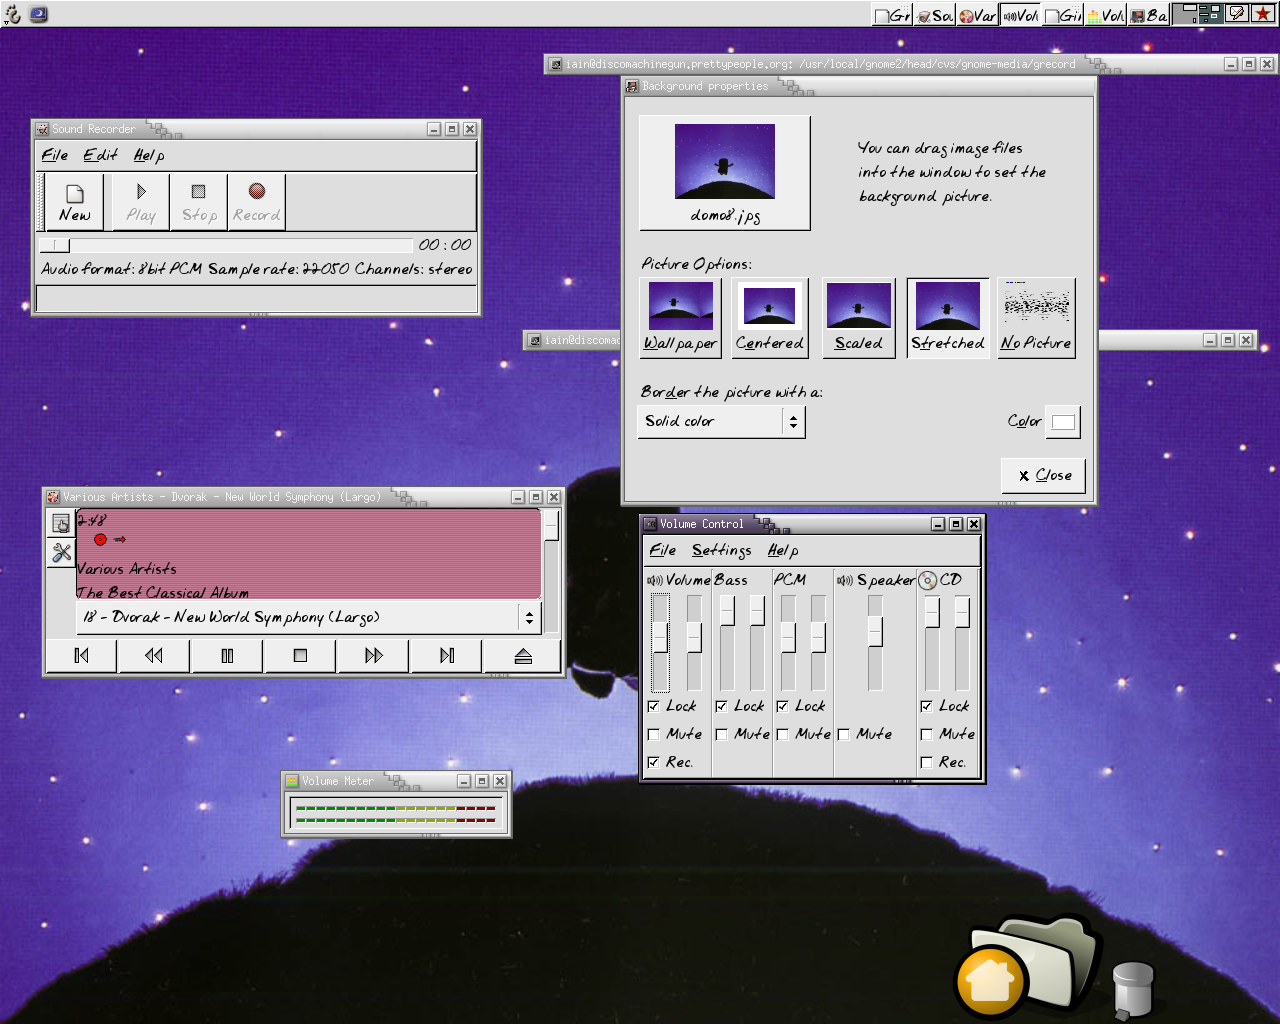 Gr
Sou
Var
Vol
Gr
Vol
Ba
iain@discomachinegun.prettypeople.org: /usr/local/gnome2/head/cvs/gnome-media/grecord
Background properties
domo8.jpg
You can drag image files
into the window to set the
background picture.
Picture Options:
Wallpaper
Centered
Scaled
Stretched
No Picture
Border the picture with a:
Solid color
Color
Close
Sound Recorder
File Edit Help
New
Play
Stop
Record
00:00
Audio format: 8bit PCM Sample rate: 22050 Channels: stereo
iain@discomac
Various Artists - Dvorak - New World Symphony (Largo)
2:48
Various Artists
The Best Classical Album
18 - Dvorak - New World Symphony (Largo)
Volume Control
File Settings Help
Volume Bass PCM Speaker CD
Lock Lock Lock Lock
Mute Mute Mute Mute Mute
Rec. Rec.
Volume Meter